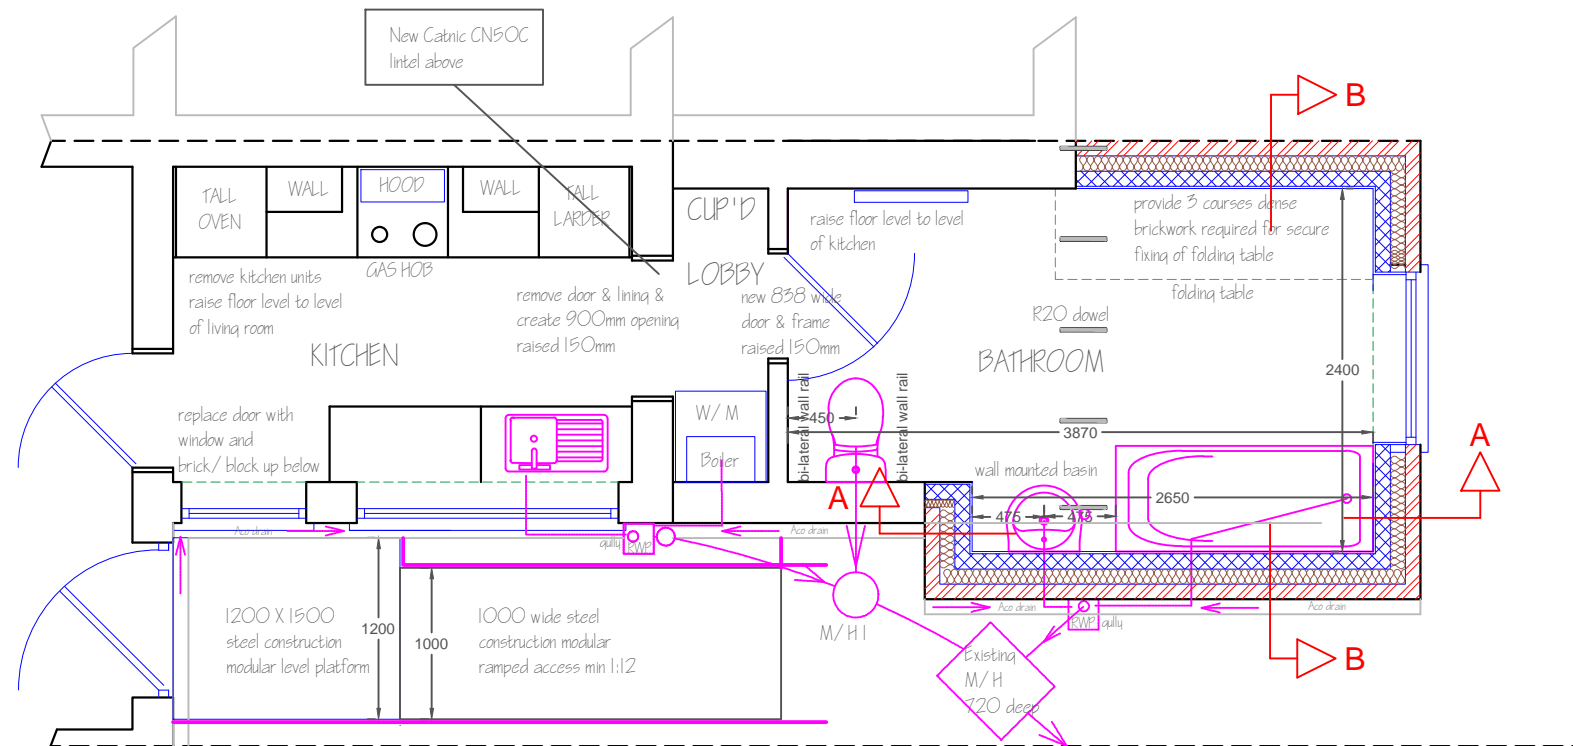 New Catnic CN50C
lintel above
B
TALL
OVEN
WALL
HOOD
WALL
TALL
LARDER
CUP'D
GAS HOB
LOBBY
raise floor level to level
of kitchen
provide 3 courses dense
brickwork required for secure
fixing of folding table
folding table
remove kitchen units
raise floor level to level
of living room
remove door & lining &
create 900mm opening
raised 150mm
new 838 wide
door & frame
raised 150mm
R20 dowel
KITCHEN
BATHROOM
2400
replace door with
window and
brick/ block up below
W/ M
Boiler
bi-lateral wall rail
450
bi-lateral wall rail
3870
wall mounted basin
A
A
2650
475
475
Aco drain
gully
RWP
Aco drain
1200 X 1500
steel construction
modular level platform
1200
1000
1000 wide steel
construction modular
ramped access min 1:12
M/ H 1
Aco drain
RWP
gully
Aco drain
Existing
M/ H
720 deep
B